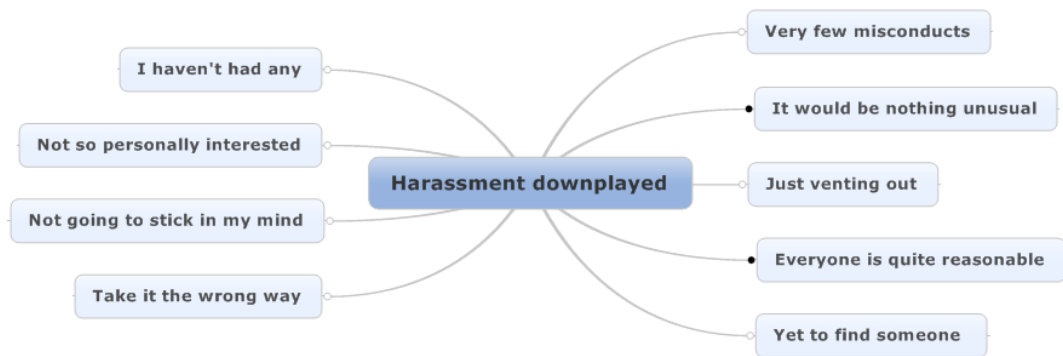 Very few misconducts
I haven't had any
It would be nothing unusual
Not so personally interested
Harassment downplayed
Just venting out
Not going to stick in my mind
Everyone is quite reasonable
Take it the wrong way
Yet to find someone